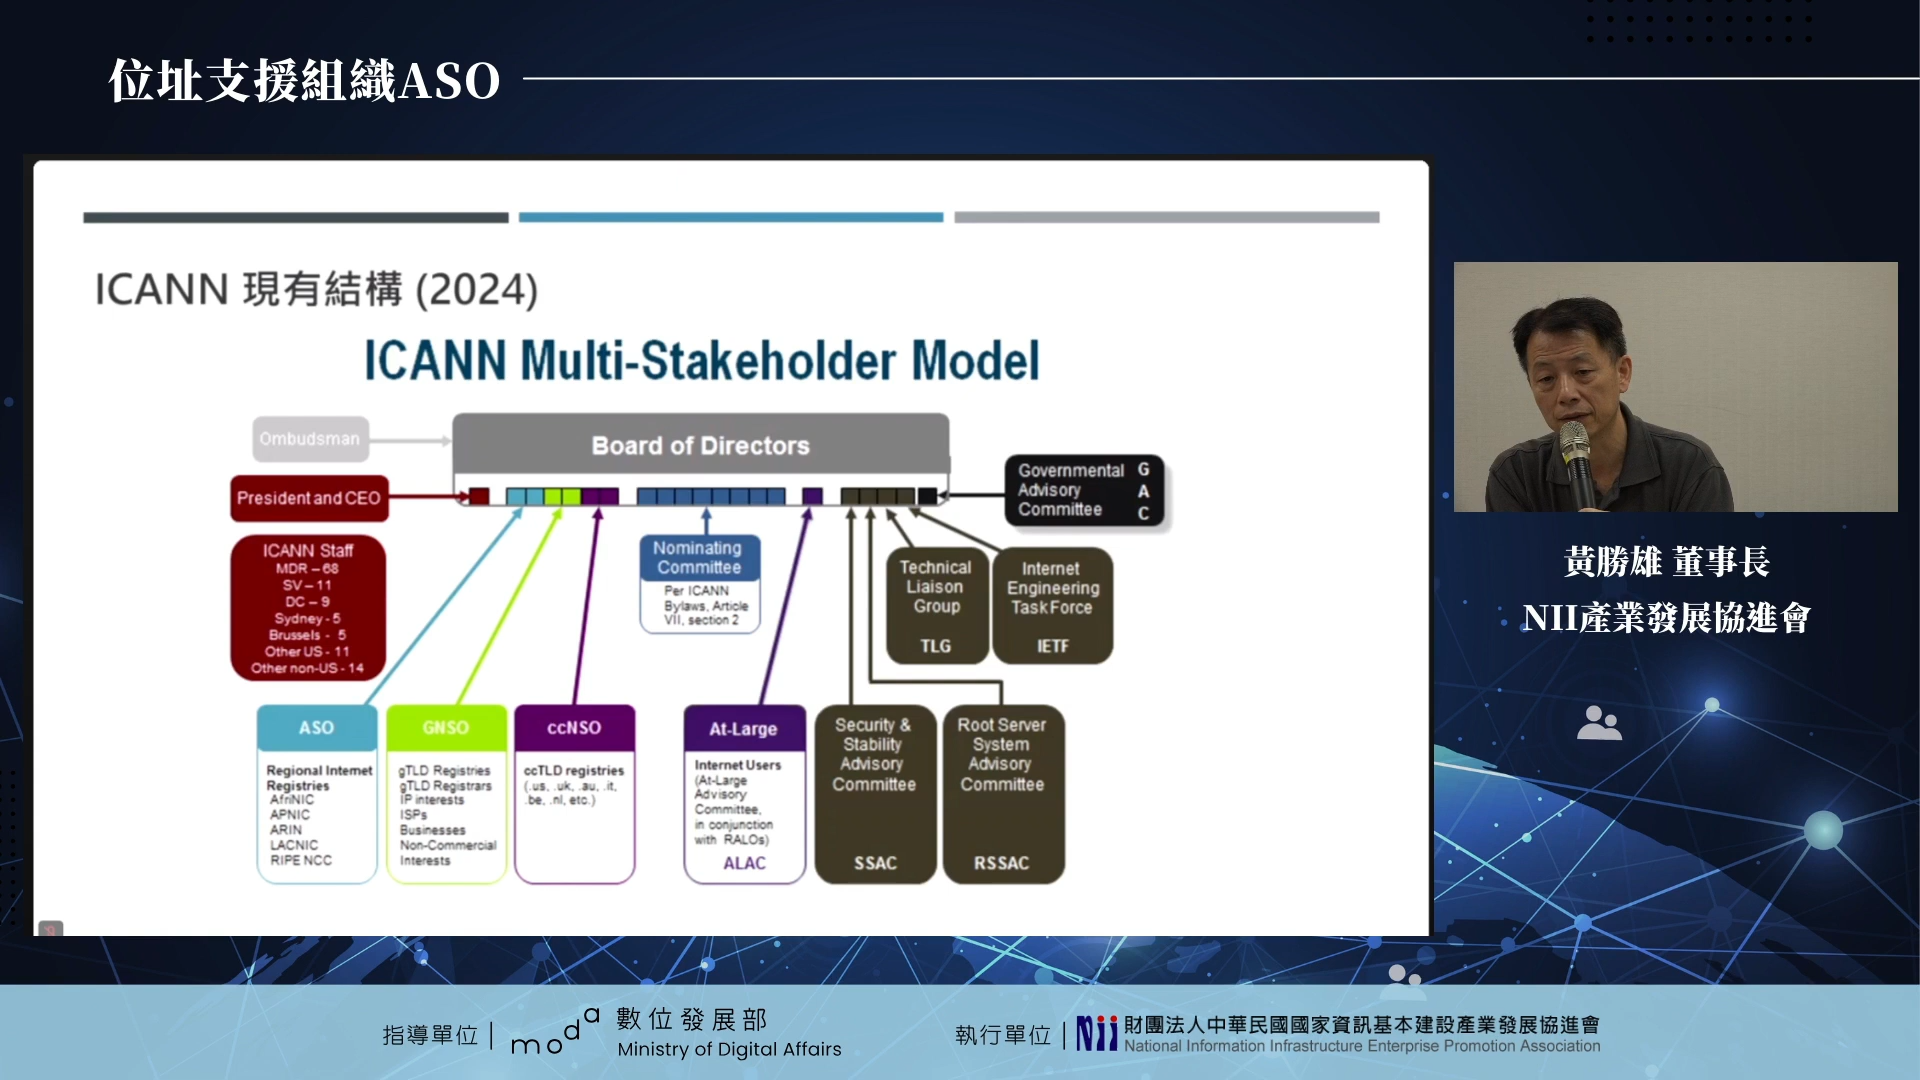 位址支援組織ASO
ICANN 現有結構 (2024)
ICANN Multi-Stakeholder Model
Ombudsman
Board of Directors
President and CEO
Governmental
Advisory
Committee
G
A
C
ICANN Staff
MDR – 68
SV – 11
DC – 9
Sydney - 5
Brussels - 5
Other US - 11
Other non-US - 14
Nominating
Committee
Per ICANN
Bylaws, Article
VII, section 2
Technical
Liaison
Group
TLG
Internet
Engineering
Task Force
IETF
ASO
Regional Internet
Registries
AfriNIC
APNIC
ARIN
LACNIC
RIPE NCC
GNSO
gTLD Registries
gTLD Registrars
IP interests
ISPs
Businesses
Non-Commercial
Interests
ccNSO
ccTLD registries
(.us, .uk, .au, .it,
.be, .nl, etc.)
At-Large
Internet Users
(At-Large
Advisory
Committee,
in conjunction
with RALOs)
ALAC
Security &
Stability
Advisory
Committee
SSAC
Root Server
System
Advisory
Committee
RSSAC
黃勝雄 董事長
NII產業發展協進會
指導單位
moda
數位發展部
Ministry of Digital Affairs
執行單位
Nii
財團法人中華民國國家資訊基本建設產業發展協進會
National Information Infrastructure Enterprise Promotion Association